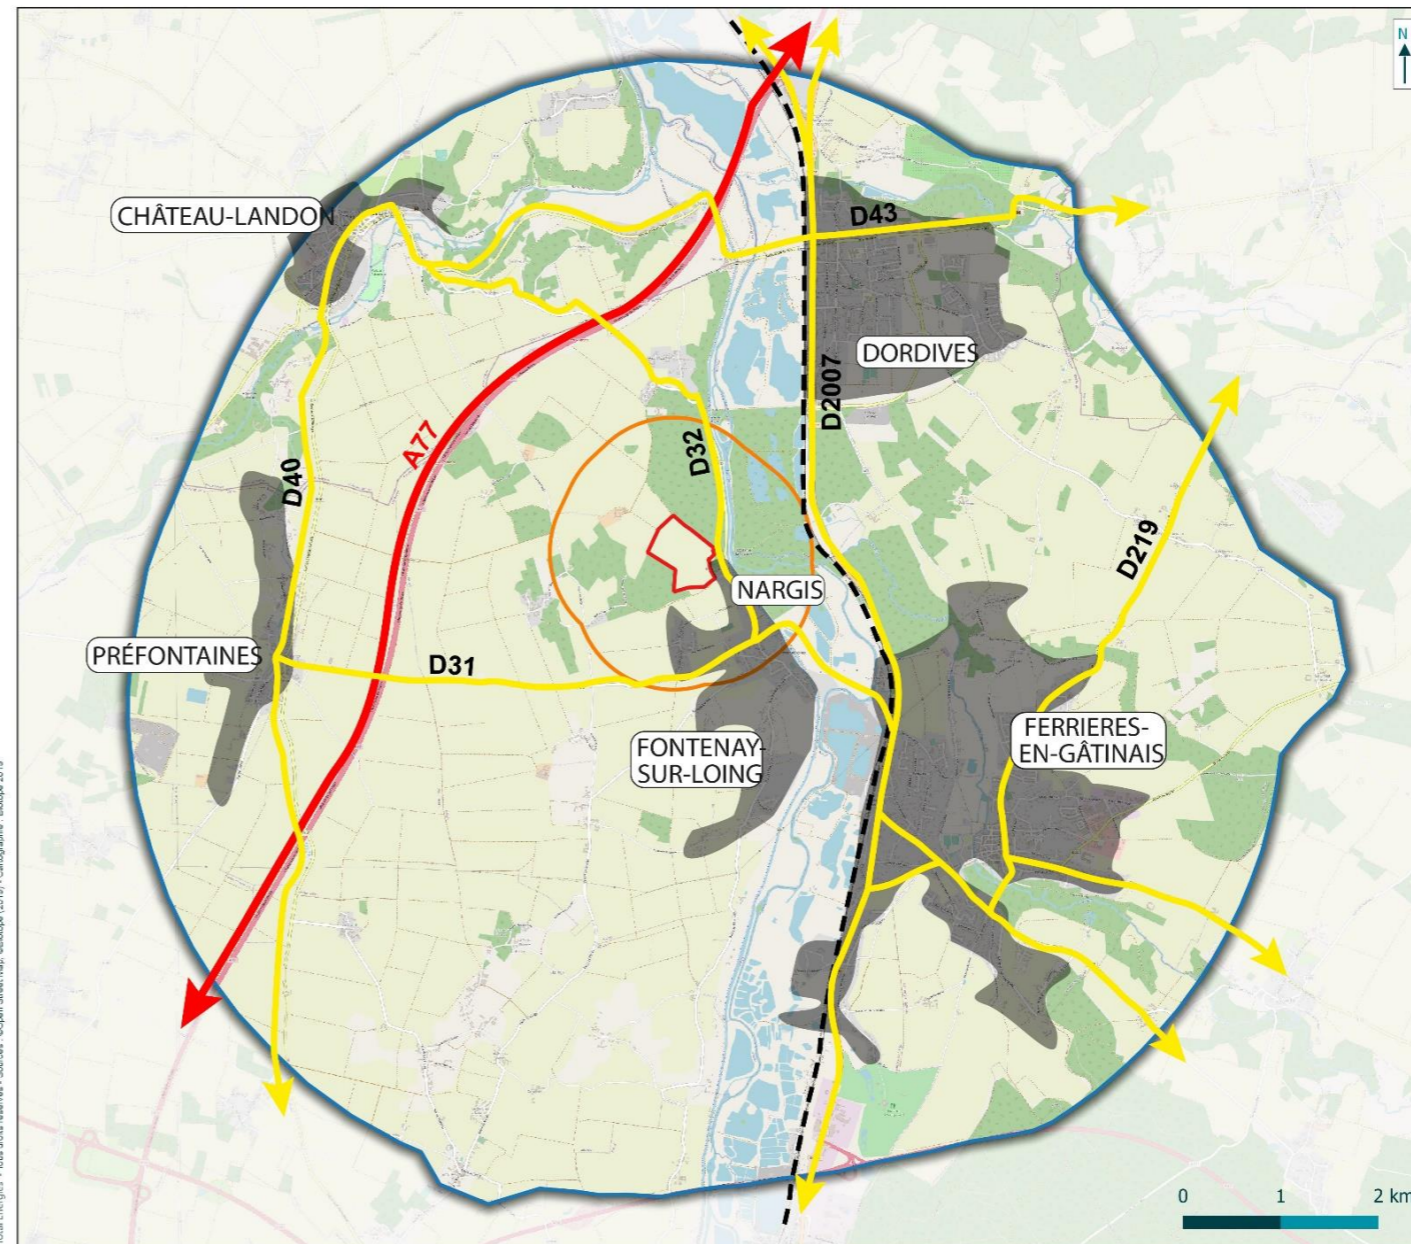 N
CHÂTEAU-LANDON
D43
DORDIVES
D2007
A77
D32
D40
D219
NARGIS
PRÉFONTAINES
D31
FERRIERES-
EN-GÂTINAIS
FONTENAY-
SUR-LOING
0 1 2 km